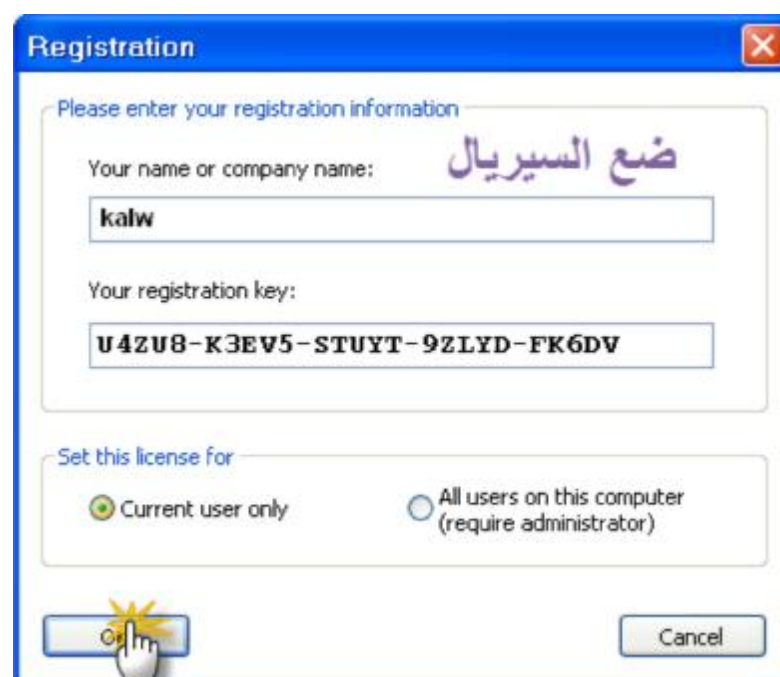 Registration
Please enter your registration information
ضع السيريال
Your name or company name:
kalw
Your registration key:
U4ZU8-K3EV5-STUYT-9ZLYD-FK6DV
Set this license for
Current user only
All users on this computer
(require administrator)
Cancel